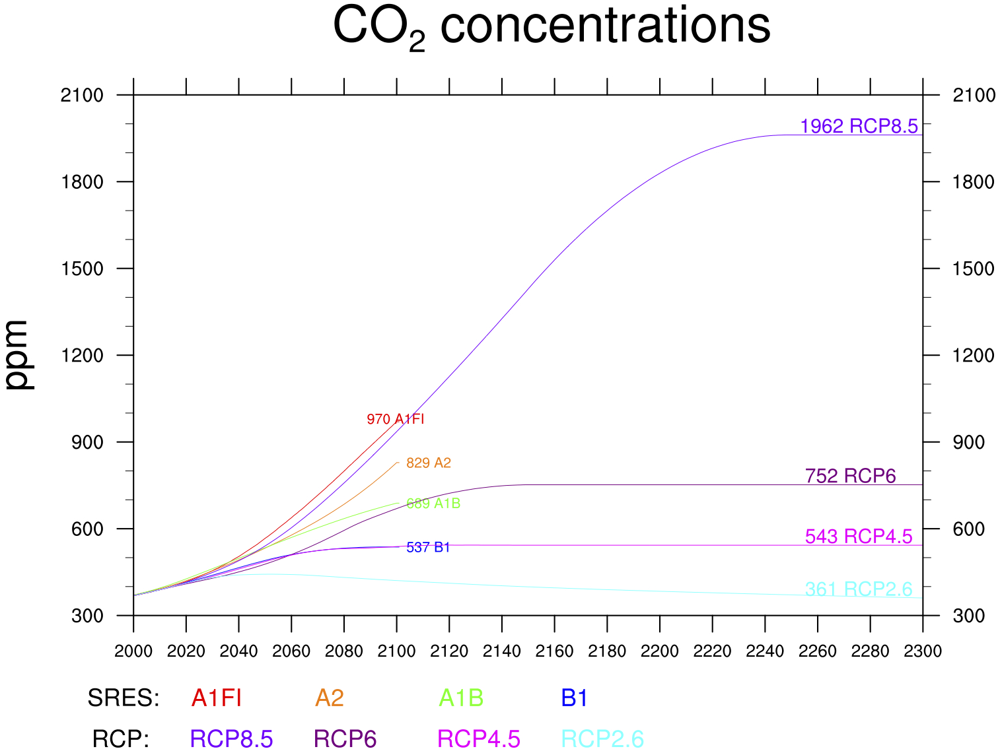 CO₂ concentrations
ppm
2100 2100
1962 RCP8.5
1800 1800
1500 1500
1200 1200
970 A1FI
900 900
829 A2
752 RCP6
689 A1B
600 600
543 RCP4.5
537 B1
361 RCP2.6
300 300
2000 2020 2040 2060 2080 2100 2120 2140 2160 2180 2200 2220 2240 2260 2280 2300
SRES: A1FI A2 A1B B1
RCP: RCP8.5 RCP6 RCP4.5 RCP2.6